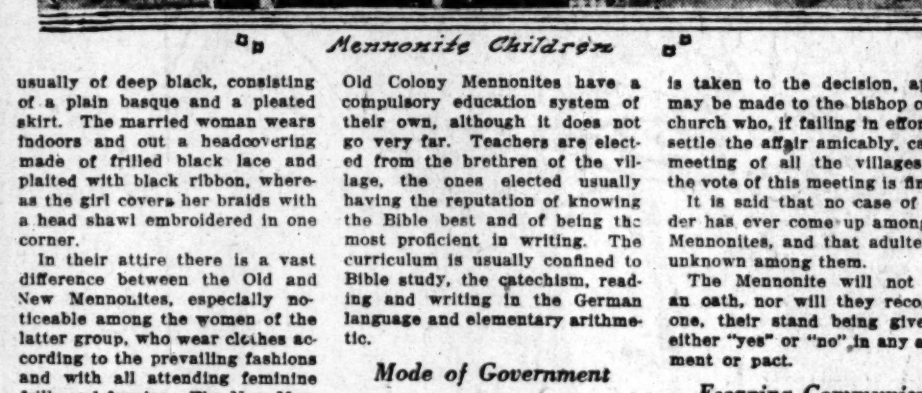 Mennonite Children
usually of deep black, consisting
of a plain basque and a pleated
skirt. The married woman wears
indoors and out a headcovering
made of frilled black lace and
plaited with black ribbon, where-
as the girl covers her braids with
a head shawl embroidered in one
corner.
In their attire there is a vast
difference between the Old and
New Mennonites, especially no-
ticeable among the women of the
latter group, who wear clothes ac-
cording to the prevailing fashions
and with all attending feminine
Old Colony Mennonites have a
compulsory education system of
their own, although it does not
go very far. Teachers are elect-
ed from the brethren of the vil-
lage, the ones elected usually
having the reputation of knowing
the Bible best and of being the
most proficient in writing. The
curriculum is usually confined to
Bible study, the catechism, read-
ing and writing in the German
language and elementary arithme-
tic.
Mode of Government
is taken to the decision,
may be made to the bishop
church who, if failing in
settle the affair amicably,
meeting of all the villages
the vote of this meeting is
It is said that no case of
der has ever come up
Mennonites, and that
unknown among them.
The Mennonite will not
an oath, nor will they
one, their stand being
either "yes" or "no" in any
ment or pact.